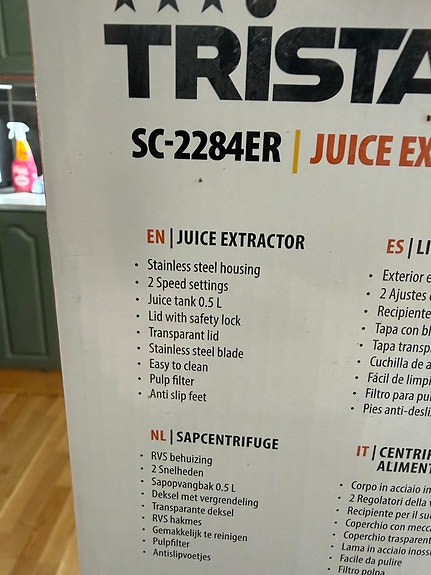 TRISTA
SC-2284ER | JUICE EX
EN | JUICE EXTRACTOR
• Stainless steel housing
• 2 Speed settings
• Juice tank 0.5 L
• Lid with safety lock
• Transparant lid
• Stainless steel blade
• Easy to clean
• Pulp filter
• Anti slip feet
ES | LI
• Exterior e
• 2 Ajustes
• Recipiente
• Tapa con bl
• Tapa transp
• Cuchilla de a
• Fácil de limpi
• Filtro para pu
• Pies anti-desli
NL | SAPCENTRIFUGE
• RVS behuizing
• 2 Snelheden
• Sapopvangbak 0.5 L
• Deksel met vergrendeling
• Transparante deksel
• RVS hakmes
• Gemakkelijk te reinigen
• Pulpfilter
• Antislipvoetjes
IT | CENTRIF
ALIMENT
• Corpo in acciaio in
• 2 Regolatori della v
• Recipiente per il su
• Coperchio con mecc
• Coperchio trasparent
• Lama in acciaio inoss
• Facile da pulire
• Filtro polpa